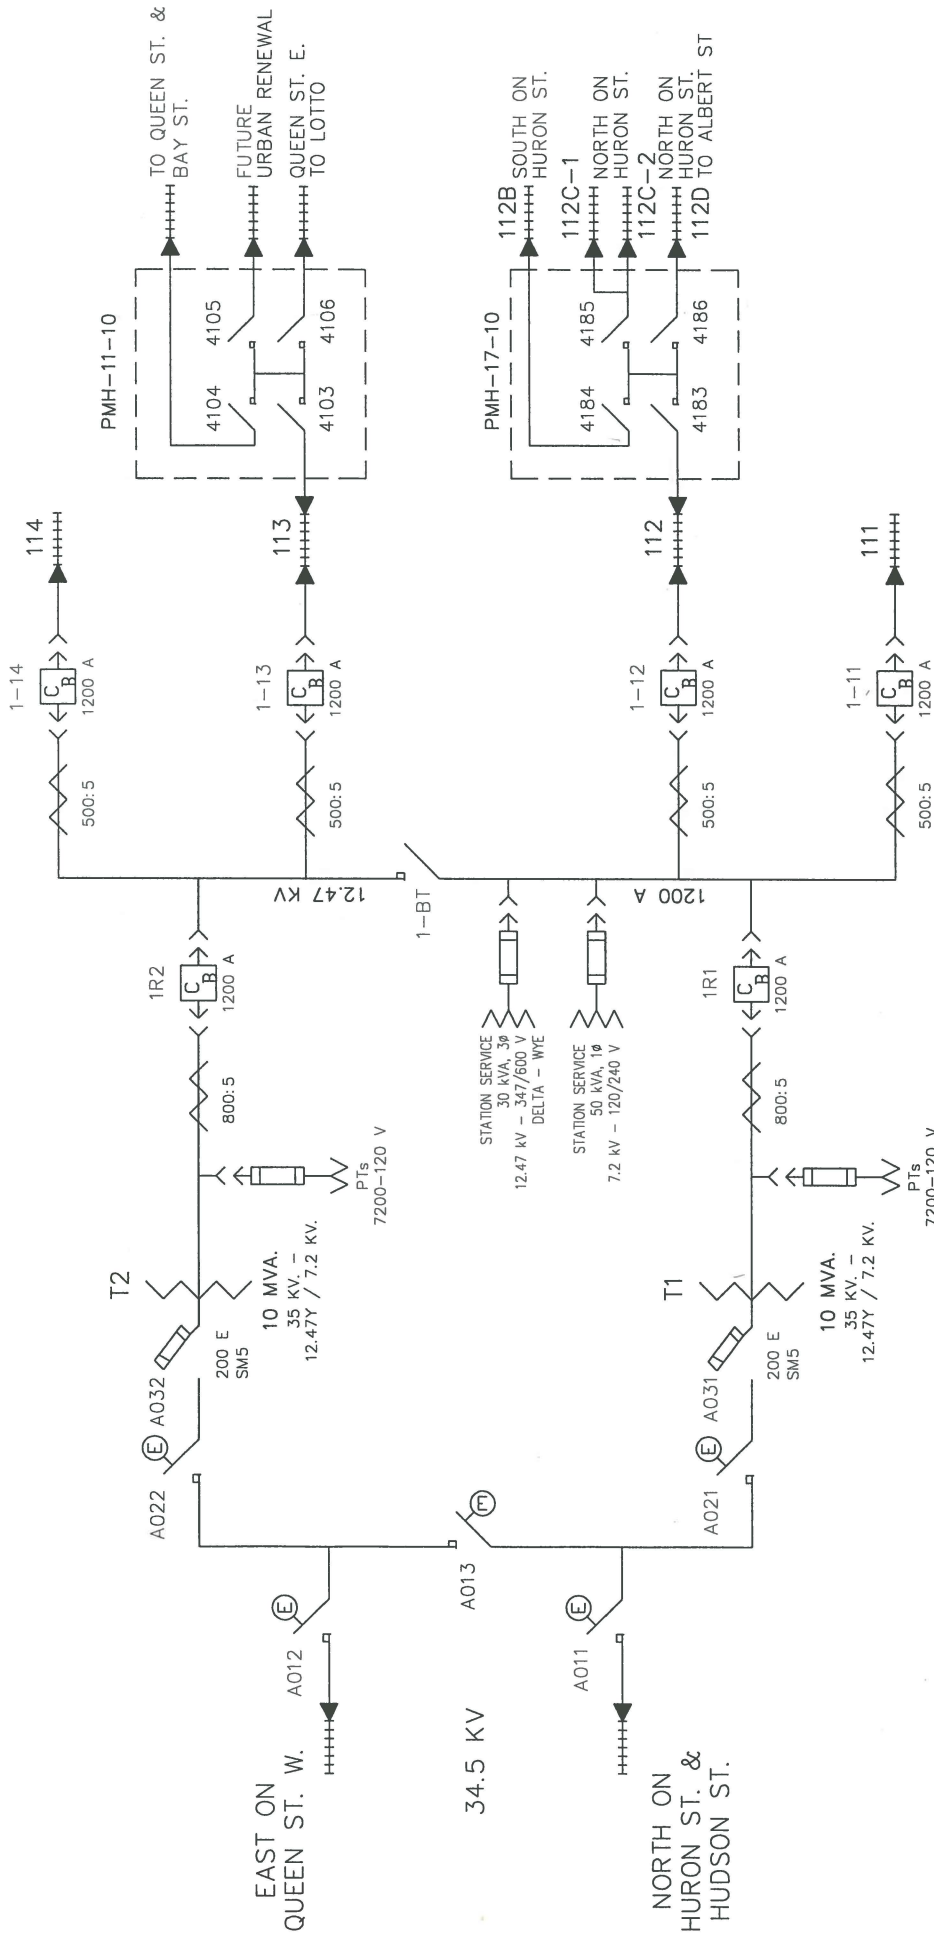 EAST ON
QUEEN ST. W.
34.5 KV
NORTH ON
HURON ST. &
HUDSON ST.
A012
E
A011
E
A013
E
A022
E
A032
200 E
SM5
T2
10 MVA.
35 KV. –
12.47Y / 7.2 KV.
PTs
7200–120 V
800:5
1R2
CB
1200 A
A021
E
A031
200 E
SM5
T1
10 MVA.
35 KV. –
12.47Y / 7.2 KV.
PTs
7200–120 V
800:5
1R1
CB
1200 A
STATION SERVICE
30 kVA, 3ø
12.47 kV – 347/600 V
DELTA – WYE
STATION SERVICE
50 kVA, 1ø
7.2 kV – 120/240 V
12.47 KV
1–BT
1200 A
500:5
1–14
CB
1200 A
114
500:5
1–13
CB
1200 A
113
500:5
1–12
CB
1200 A
112
500:5
1–11
CB
1200 A
111
PMH–11–10
4104
4105
4103
4106
TO QUEEN ST. &
BAY ST.
FUTURE
URBAN RENEWAL
QUEEN ST. E.
TO LOTTO
PMH–17–10
4184
4185
4183
4186
112B
SOUTH ON
HURON ST.
112C–1
NORTH ON
HURON ST.
112C–2
NORTH ON
HURON ST.
112D
TO ALBERT ST